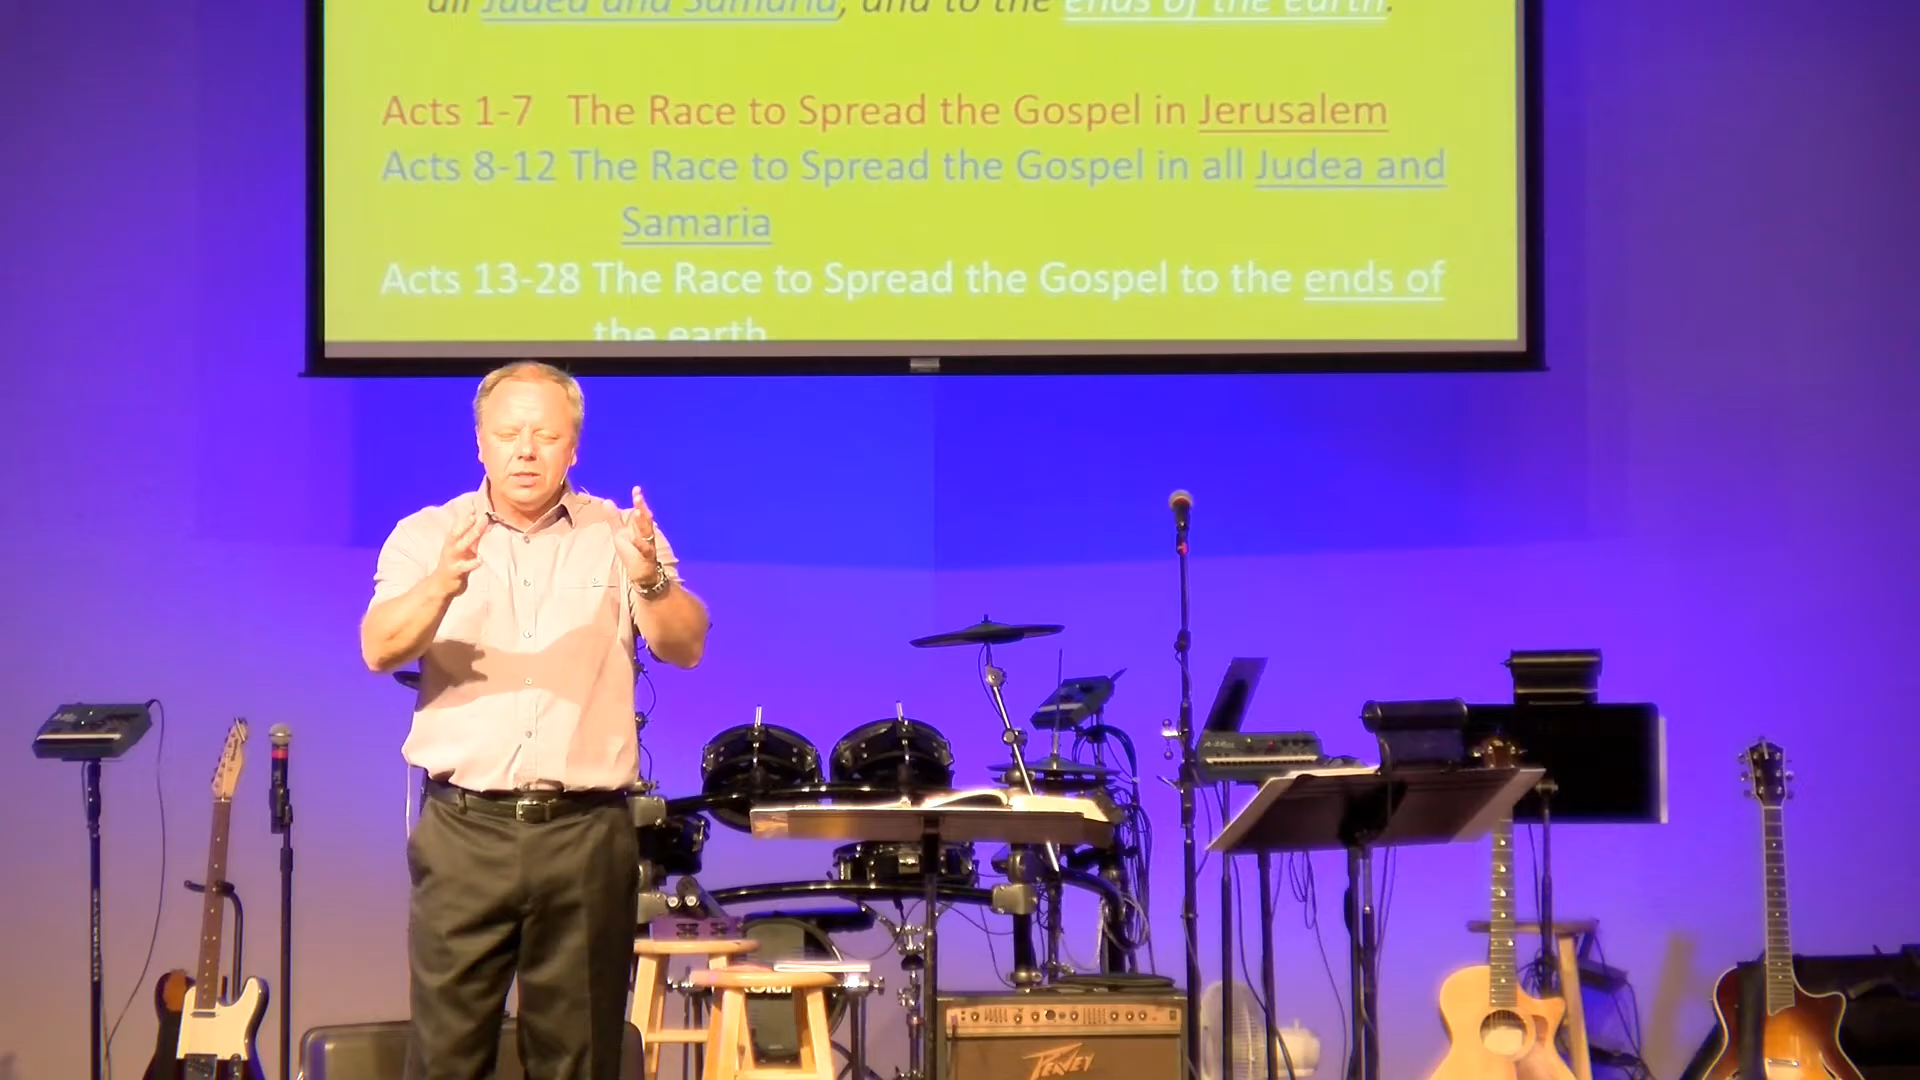 all Judea and Samaria, and to the ends of the earth.
Acts 1-7 The Race to Spread the Gospel in Jerusalem
Acts 8-12 The Race to Spread the Gospel in all Judea and
Samaria
Acts 13-28 The Race to Spread the Gospel to the ends of
the earth
ULTIMATE
PEAVEY